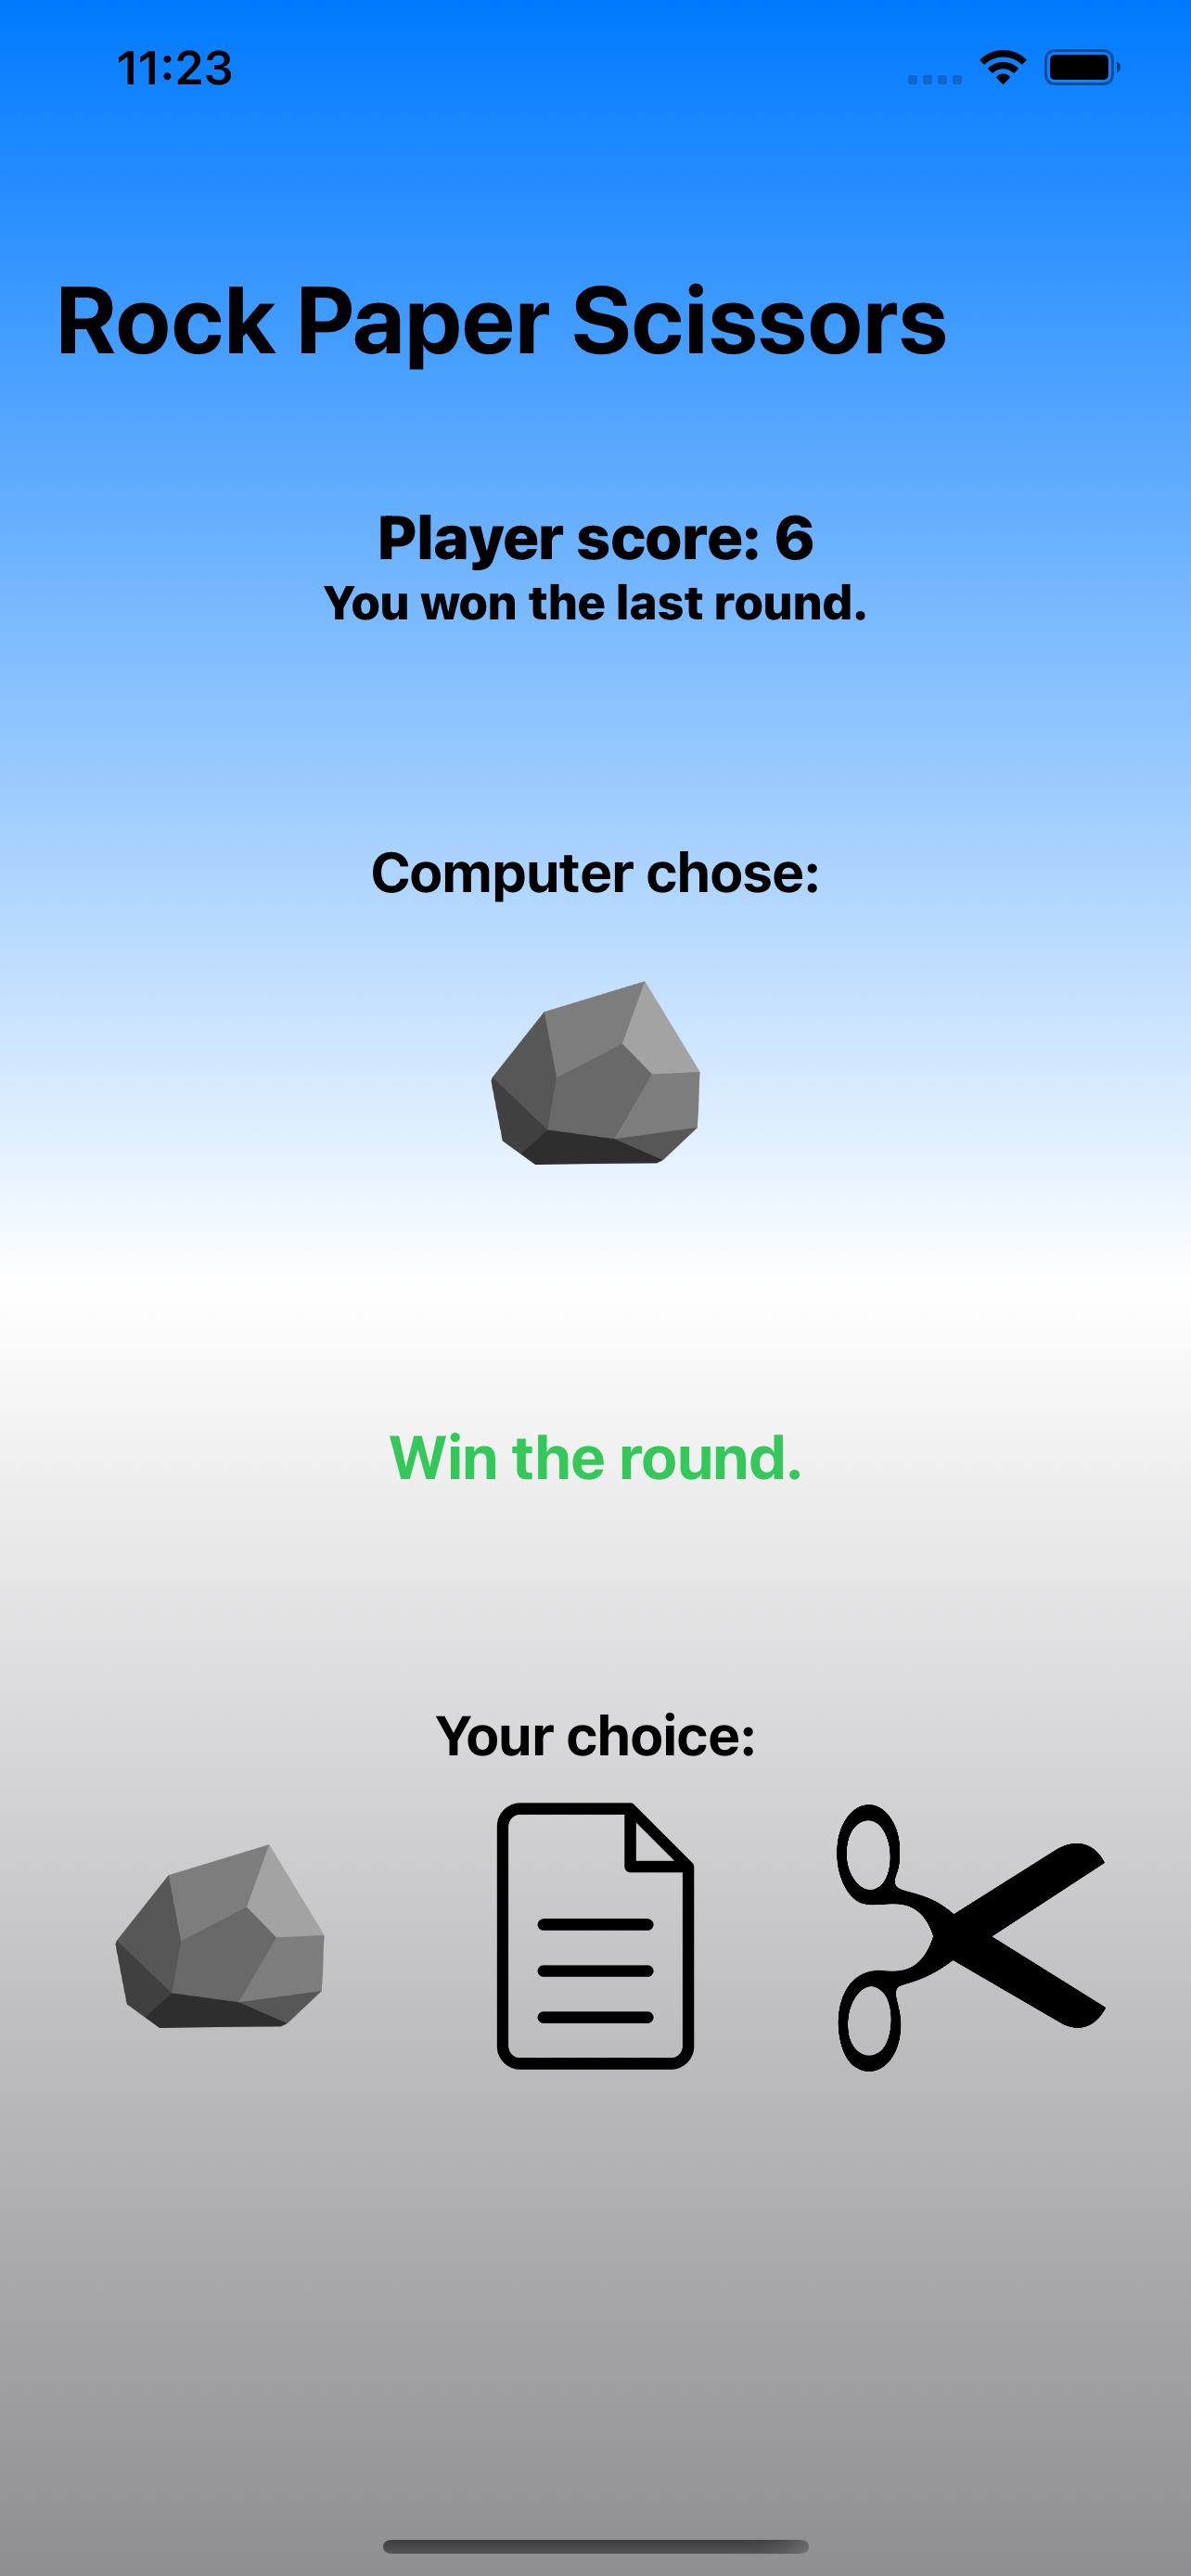 11:23
Rock Paper Scissors
Player score: 6
You won the last round.
Computer chose:
Win the round.
Your choice: